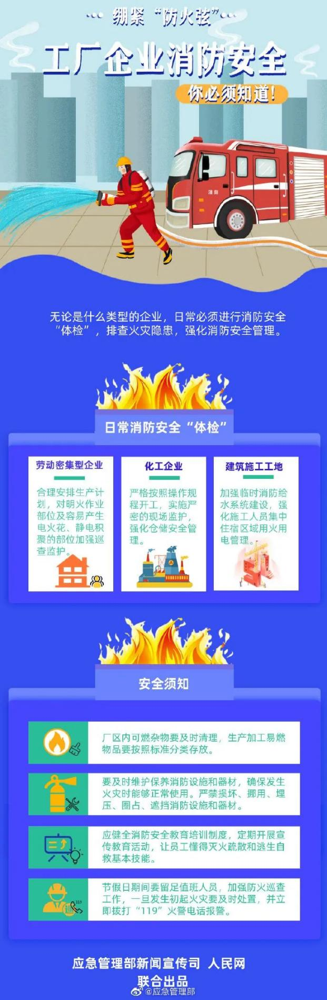 绷紧“防火弦”
工厂企业消防安全
你必须知道!
消防
无论是什么类型的企业，日常必须进行消防安全
“体检”，排查火灾隐患，强化消防安全管理。
日常消防安全“体检”
劳动密集型企业
合理安排生产计
划，对明火作业
部位及容易产生
电火花、静电积
聚的部位加强巡
查监护。
化工企业
严格按照操作规
程开工，实施严
密的现场监护，
强化仓储安全管
理。
建筑施工工地
加强临时消防给
水系统建设，强
化施工人员集中
住宿区域用火用
电管理。
安全须知
厂区内可燃杂物要及时清理，生产加工易燃
物品要按照标准分类存放。
要及时维护保养消防设施和器材，确保发生
火灾时能够正常使用。严禁损坏、挪用、埋
压、圈占、遮挡消防设施和器材。
应健全消防安全教育培训制度，定期开展宣
传教育活动，让员工懂得灭火疏散和逃生自
救基本技能。
119
巡
节假日期间要留足值班人员，加强防火巡查
工作，一旦发生初起火灾要及时处置，并立
即拨打“119”火警电话报警。
应急管理部新闻宣传司 人民网
联合出品
@应急管理部